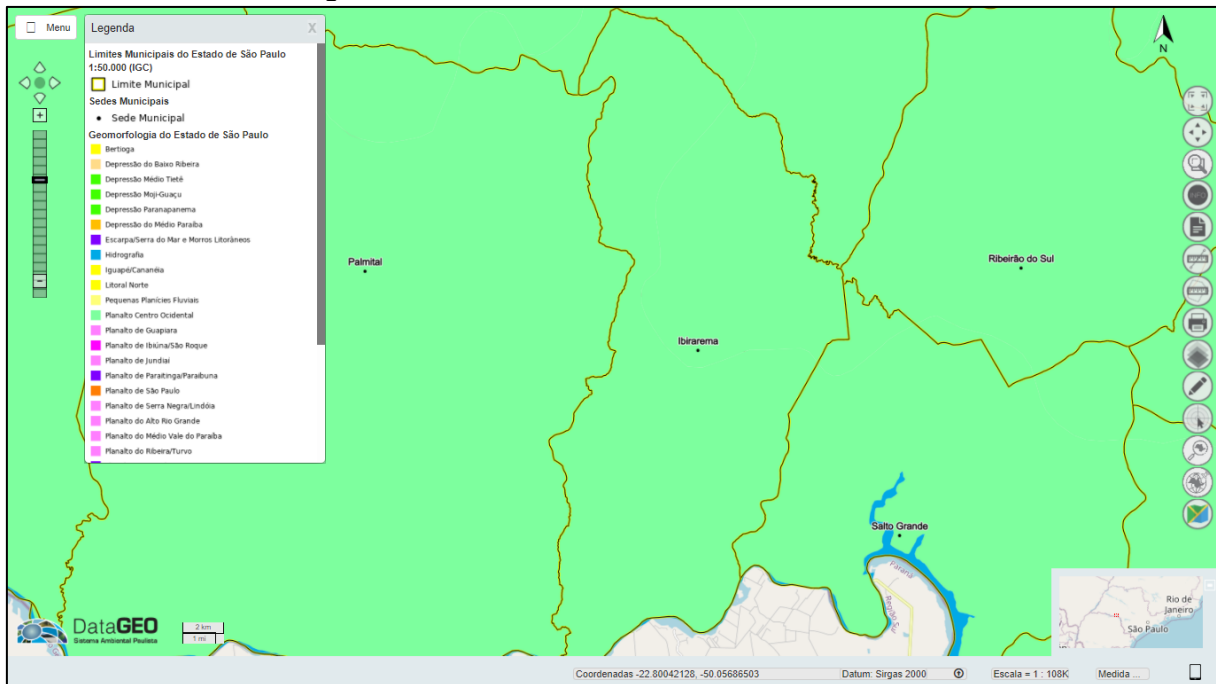 Menu
Legenda
X
Limites Municipais do Estado de São Paulo
1:50.000 (IGC)
Limite Municipal
Sedes Municipais
Sede Municipal
Geomorfologia do Estado de São Paulo
Bertioga
Depressão do Baixo Ribeira
Depressão Médio Tietê
Depressão Moji-Guaçu
Depressão Paranapanema
Depressão do Médio Paraíba
Escarpa/Serra do Mar e Morros Litorâneos
Hidrografia
Iguapé/Cananéia
Litoral Norte
Pequenas Planícies Fluviais
Planalto Centro Ocidental
Planalto de Guapiara
Planalto de Ibiúna/São Roque
Planalto de Jundiaí
Planalto de Paraitinga/Paraibuna
Planalto de São Paulo
Planalto de Serra Negra/Lindóia
Planalto do Alto Rio Grande
Planalto do Médio Vale do Paraíba
Planalto do Ribeira/Turvo
N
Palmital
Ribeirão do Sul
Ibirarema
Salto Grande
Paraná
Região Sul
Rio de
Janeiro
São Paulo
DataGEO
Sistema Ambiental Paulista
2 km
1 mi
Coordenadas -22.80042128, -50.05686503
Datum: Sirgas 2000
Escala = 1 : 108K
Medida ...